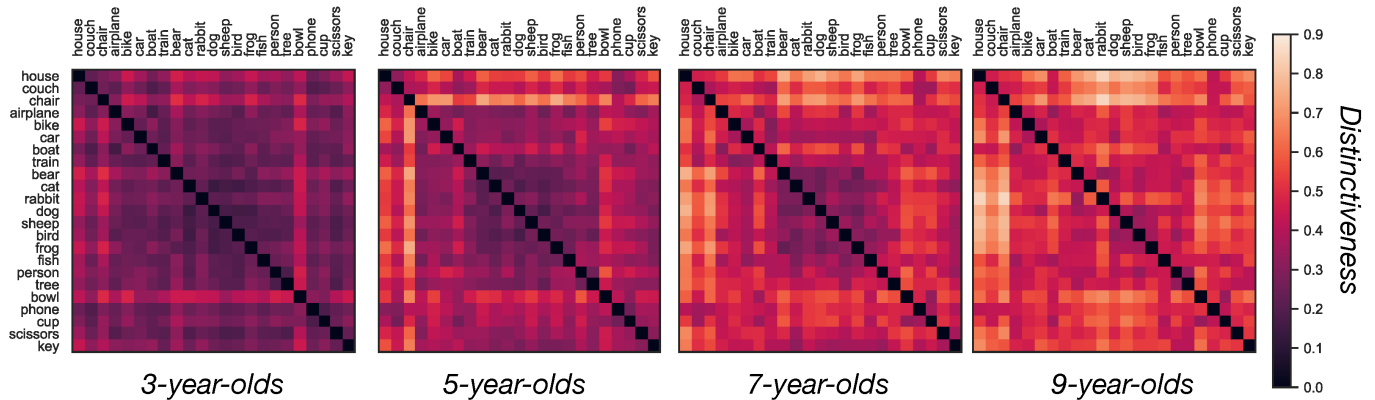 house couch chair airplane bike car boat train bear cat rabbit dog sheep bird frog fish person tree bowl phone cup scissors key
house couch chair airplane bike car boat train bear cat rabbit dog sheep bird frog fish person tree bowl phone cup scissors key
house couch chair airplane bike car boat train bear cat rabbit dog sheep bird frog fish person tree bowl phone cup scissors key
house couch chair airplane bike car boat train bear cat rabbit dog sheep bird frog fish person tree bowl phone cup scissors key
house
couch
chair
airplane
bike
car
boat
train
bear
cat
rabbit
dog
sheep
bird
frog
fish
person
tree
bowl
phone
cup
scissors
key
3-year-olds
5-year-olds
7-year-olds
9-year-olds
0.9
0.8
0.7
0.6
0.5
0.4
0.3
0.2
0.1
0.0
Distinctiveness